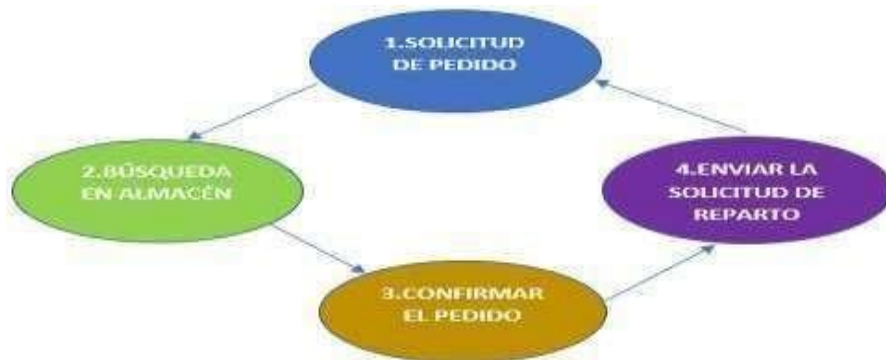 1.SOLICITUD
DE PEDIDO
2.BÚSQUEDA
EN ALMACÉN
3.CONFIRMAR
EL PEDIDO
4.ENVIAR LA
SOLICITUD DE
REPARTO